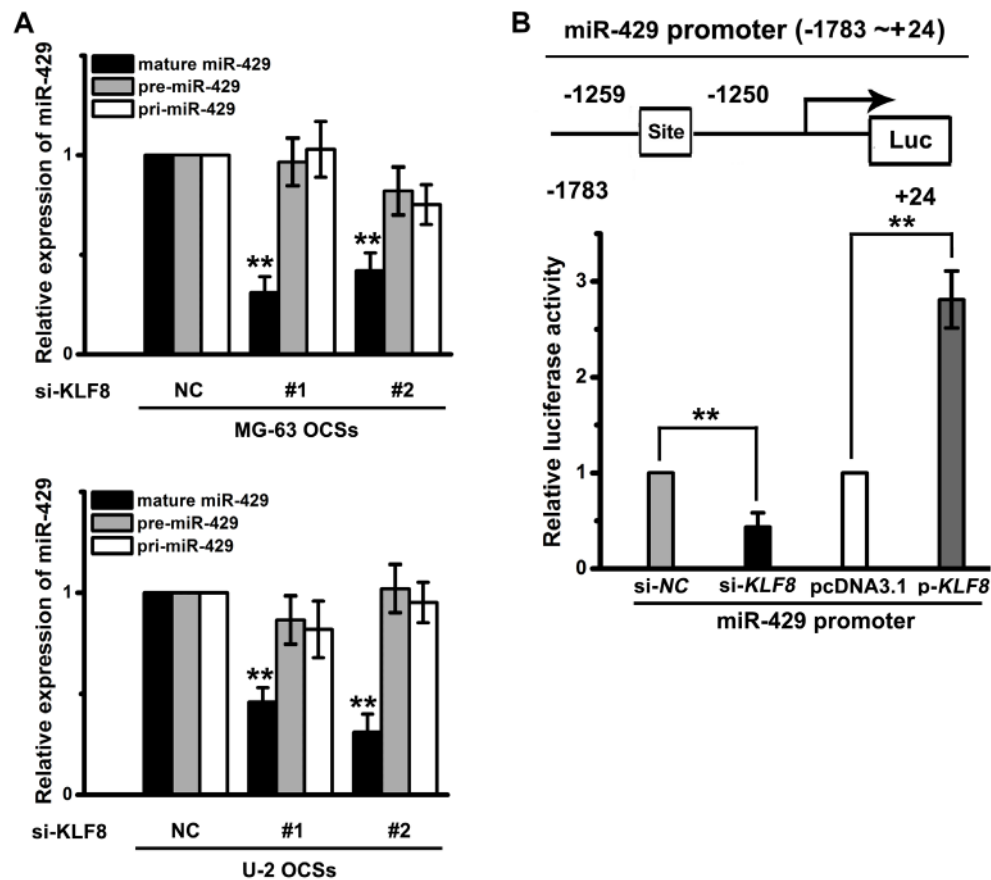 A
mature miR-429
pre-miR-429
pri-miR-429
Relative expression of miR-429
1
0
** **
si-KLF8 NC #1 #2
MG-63 OCSs
mature miR-429
pre-miR-429
pri-miR-429
Relative expression of miR-429
1
0
** **
si-KLF8 NC #1 #2
U-2 OCSs
B
miR-429 promoter (-1783 ~+24)
-1259 -1250
Site
Luc
-1783 +24
Relative luciferase activity
3
2
1
0
** **
si-NC si-KLF8 pcDNA3.1 p-KLF8
miR-429 promoter